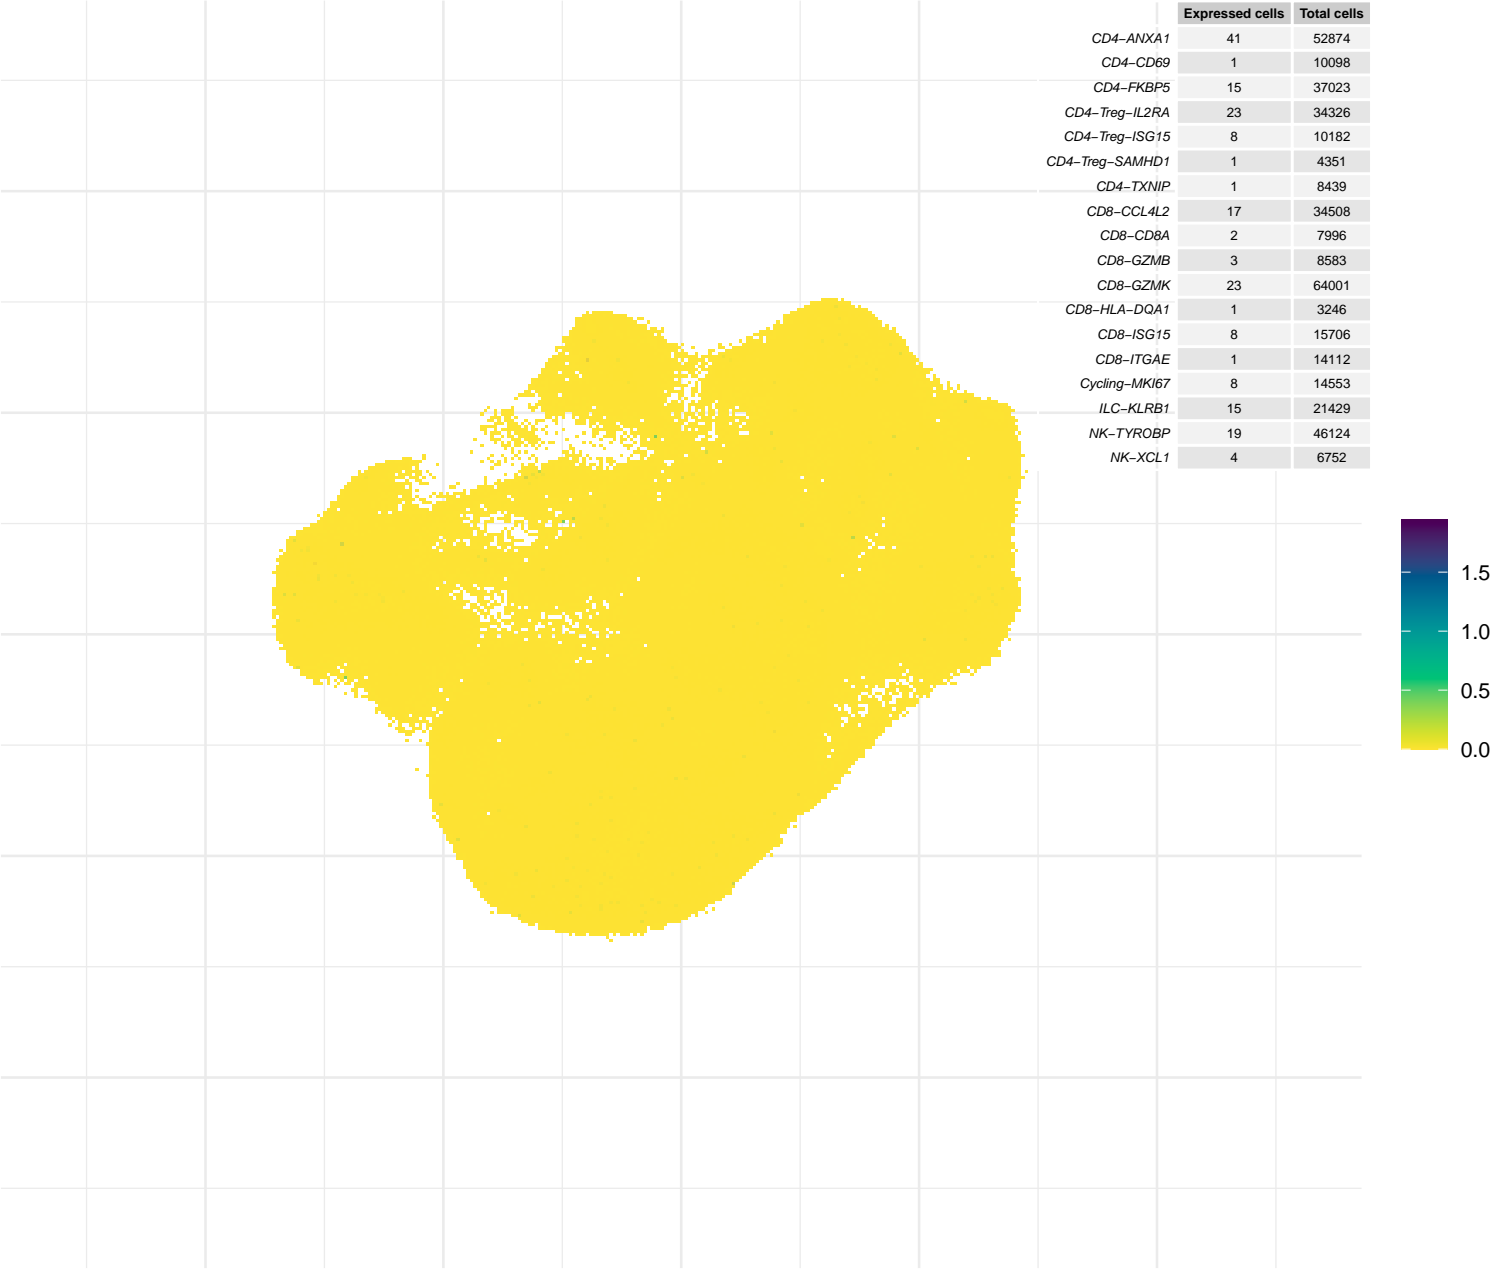 Expressed cells Total cells
CD4−ANXA1 41 52874
CD4−CD69 1 10098
CD4−FKBP5 15 37023
CD4−Treg−IL2RA 23 34326
CD4−Treg−ISG15 8 10182
CD4−Treg−SAMHD1 1 4351
CD4−TXNIP 1 8439
CD8−CCL4L2 17 34508
CD8−CD8A 2 7996
CD8−GZMB 3 8583
CD8−GZMK 23 64001
CD8−HLA−DQA1 1 3246
CD8−ISG15 8 15706
CD8−ITGAE 1 14112
Cycling−MKI67 8 14553
ILC−KLRB1 15 21429
NK−TYROBP 19 46124
NK−XCL1 4 6752
1.5
1.0
0.5
0.0